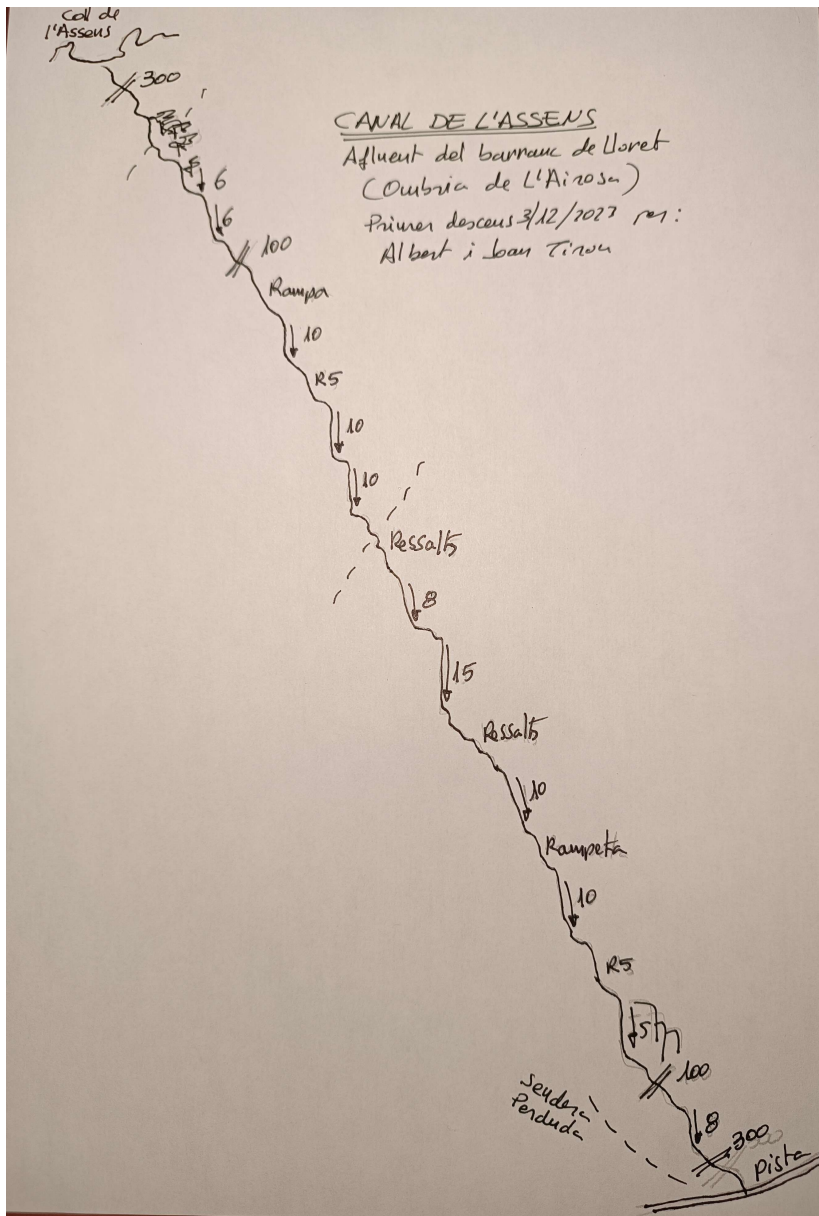 Coll de
l'Assens
300
CANAL DE L'ASSENS
Afluent del barranc de Lloret
(Ombria de L'Airosa)
Primer descens 3/12/2023 per:
Albert i Joan Tirón
6
6
100
Rampa
10
R5
10
10
Ressalts
8
15
Ressalts
10
Rampeta
10
R5
5
100
Sendera
Perduda
8
300
Pista